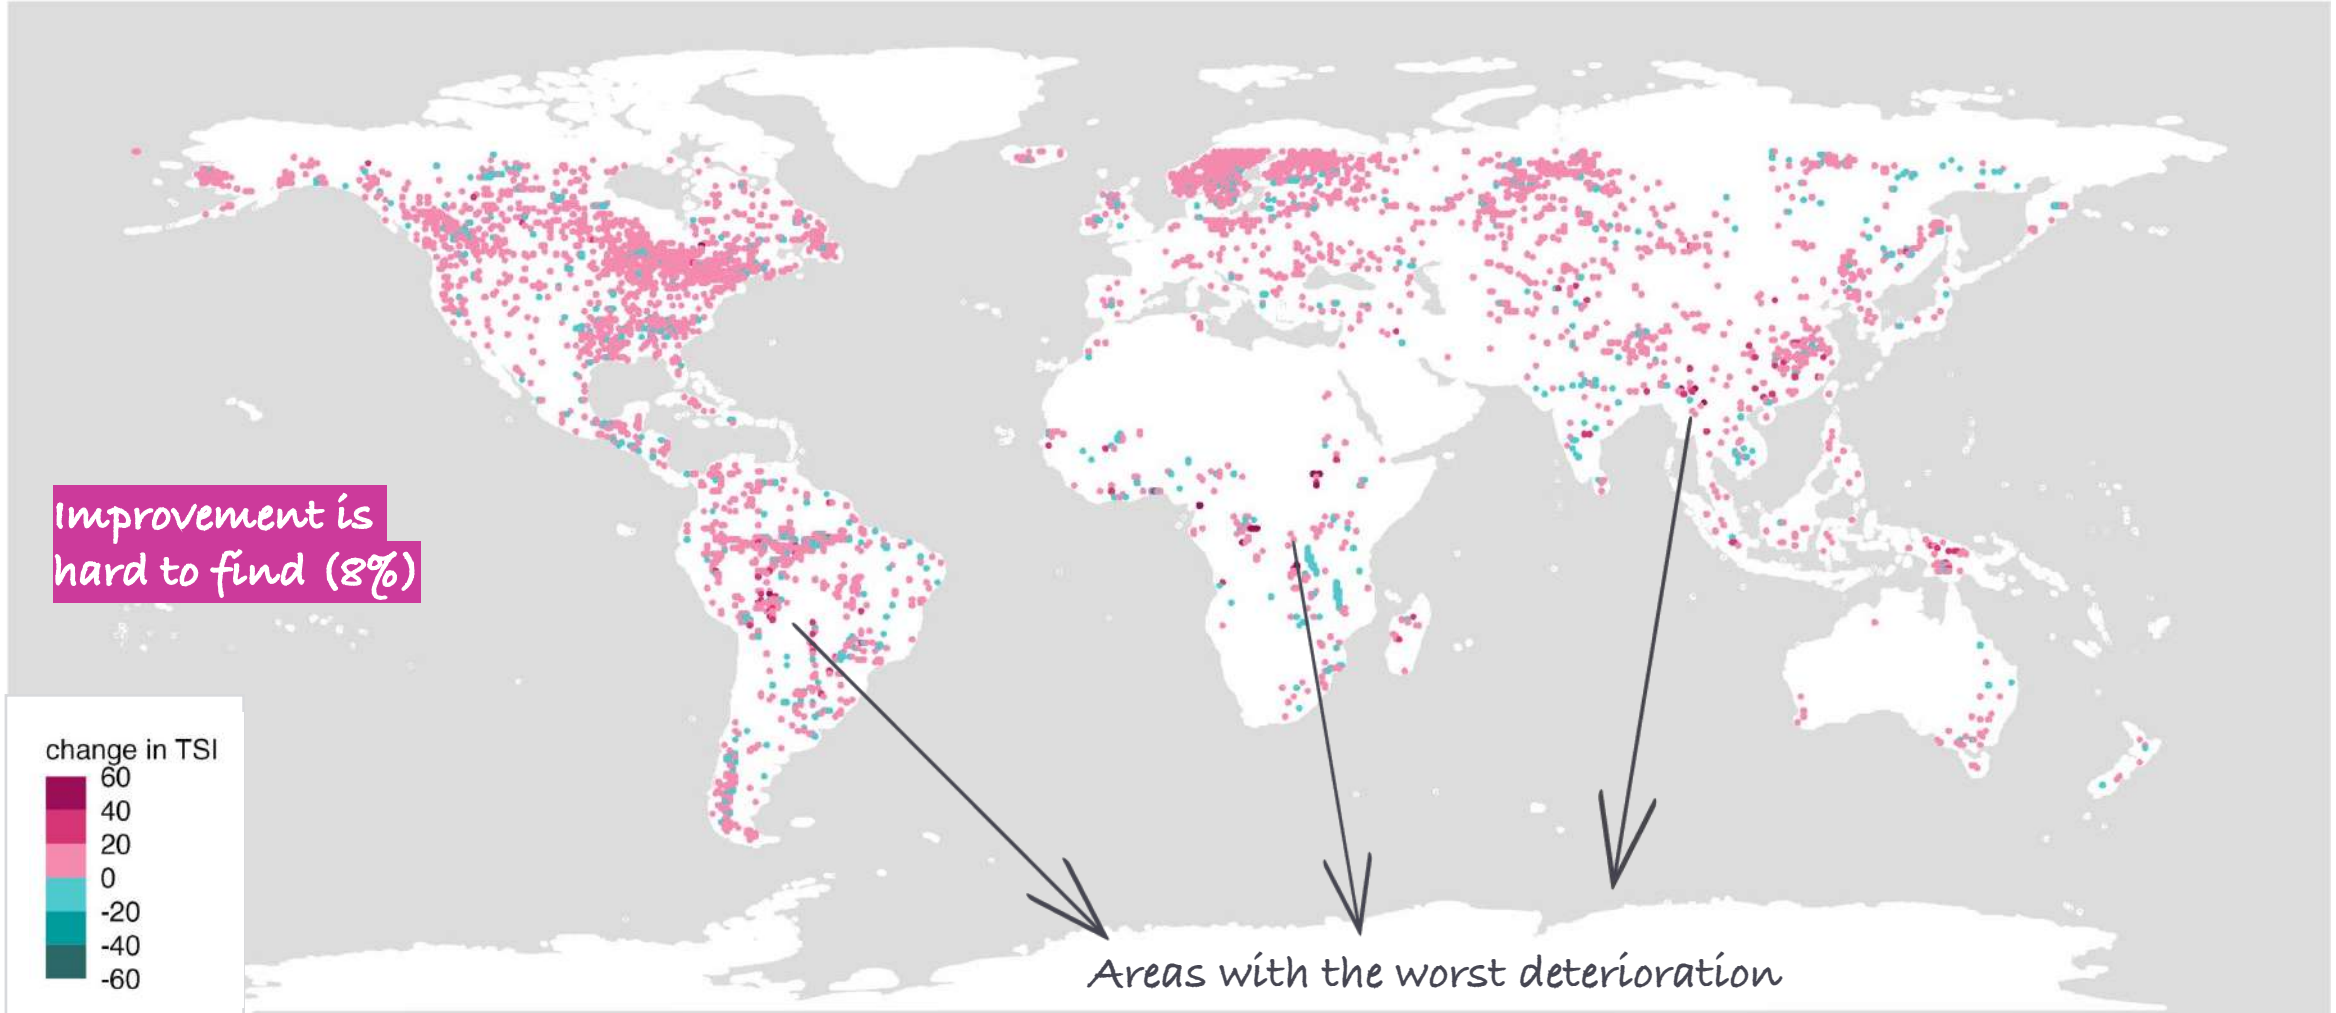 Improvement is
hard to find (8%)
change in TSI
60
40
20
0
-20
-40
-60
Areas with the worst deterioration